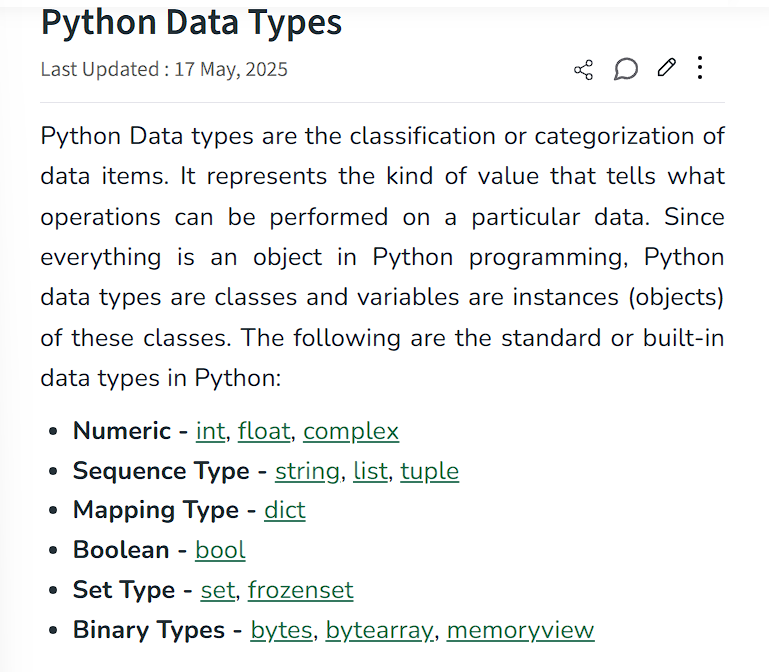 Python Data Types
Last Updated : 17 May, 2025
Python Data types are the classification or categorization of
data items. It represents the kind of value that tells what
operations can be performed on a particular data. Since
everything is an object in Python programming, Python
data types are classes and variables are instances (objects)
of these classes. The following are the standard or built-in
data types in Python:
Numeric - int, float, complex
Sequence Type - string, list, tuple
Mapping Type - dict
Boolean - bool
Set Type - set, frozenset
Binary Types - bytes, bytearray, memoryview